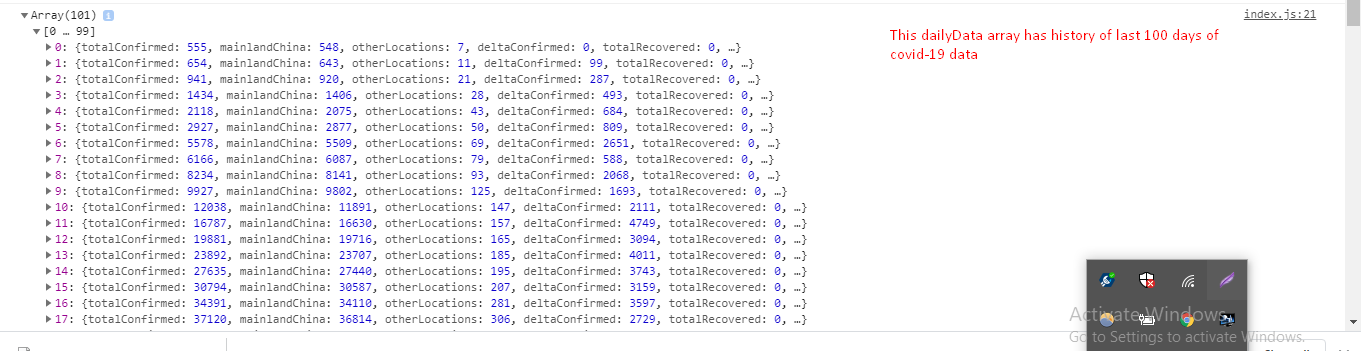 Array(101) i
index.js:21
[0 … 99]
This dailyData array has history of last 100 days of
covid-19 data
0: {totalConfirmed: 555, mainlandChina: 548, otherLocations: 7, deltaConfirmed: 0, totalRecovered: 0, …}
1: {totalConfirmed: 654, mainlandChina: 643, otherLocations: 11, deltaConfirmed: 99, totalRecovered: 0, …}
2: {totalConfirmed: 941, mainlandChina: 920, otherLocations: 21, deltaConfirmed: 287, totalRecovered: 0, …}
3: {totalConfirmed: 1434, mainlandChina: 1406, otherLocations: 28, deltaConfirmed: 493, totalRecovered: 0, …}
4: {totalConfirmed: 2118, mainlandChina: 2075, otherLocations: 43, deltaConfirmed: 684, totalRecovered: 0, …}
5: {totalConfirmed: 2927, mainlandChina: 2877, otherLocations: 50, deltaConfirmed: 809, totalRecovered: 0, …}
6: {totalConfirmed: 5578, mainlandChina: 5509, otherLocations: 69, deltaConfirmed: 2651, totalRecovered: 0, …}
7: {totalConfirmed: 6166, mainlandChina: 6087, otherLocations: 79, deltaConfirmed: 588, totalRecovered: 0, …}
8: {totalConfirmed: 8234, mainlandChina: 8141, otherLocations: 93, deltaConfirmed: 2068, totalRecovered: 0, …}
9: {totalConfirmed: 9927, mainlandChina: 9802, otherLocations: 125, deltaConfirmed: 1693, totalRecovered: 0, …}
10: {totalConfirmed: 12038, mainlandChina: 11891, otherLocations: 147, deltaConfirmed: 2111, totalRecovered: 0, …}
11: {totalConfirmed: 16787, mainlandChina: 16630, otherLocations: 157, deltaConfirmed: 4749, totalRecovered: 0, …}
12: {totalConfirmed: 19881, mainlandChina: 19716, otherLocations: 165, deltaConfirmed: 3094, totalRecovered: 0, …}
13: {totalConfirmed: 23892, mainlandChina: 23707, otherLocations: 185, deltaConfirmed: 4011, totalRecovered: 0, …}
14: {totalConfirmed: 27635, mainlandChina: 27440, otherLocations: 195, deltaConfirmed: 3743, totalRecovered: 0, …}
15: {totalConfirmed: 30794, mainlandChina: 30587, otherLocations: 207, deltaConfirmed: 3159, totalRecovered: 0, …}
16: {totalConfirmed: 34391, mainlandChina: 34110, otherLocations: 281, deltaConfirmed: 3597, totalRecovered: 0, …}
17: {totalConfirmed: 37120, mainlandChina: 36814, otherLocations: 306, deltaConfirmed: 2729, totalRecovered: 0, …}
Activate Windows
Go to Settings to activate Windows.